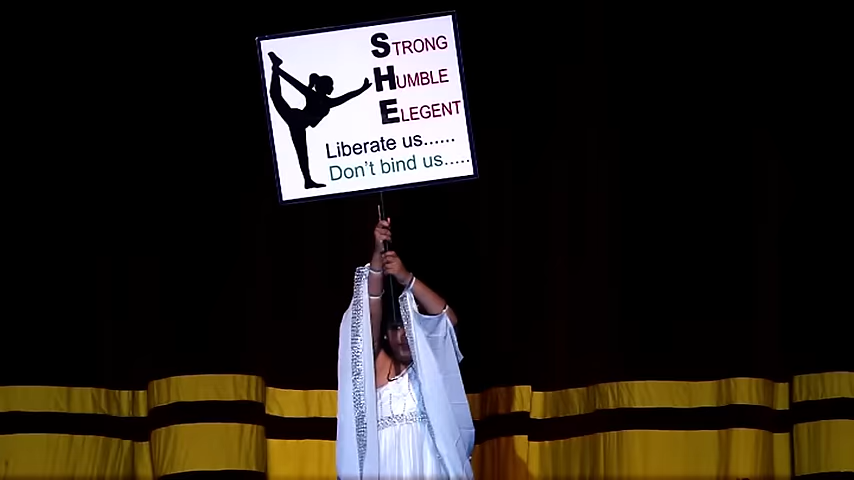 STRONG
HUMBLE
ELEGENT
Liberate us......
Don't bind us.....